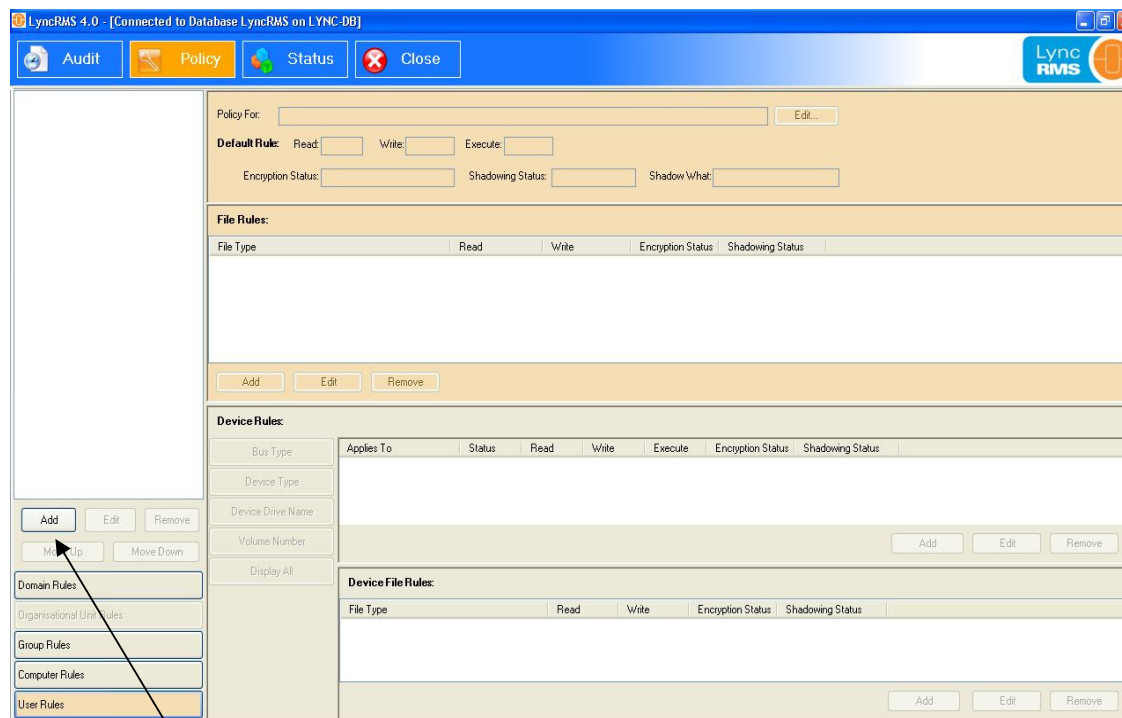 LyncRMS 4.0 - [Connected to Database LyncRMS on LYNC-DB]
Audit Policy Status Close
Lync
RMS
Policy For: Edit...
Default Rule: Read: Write: Execute:
Encryption Status: Shadowing Status: Shadow What:
File Rules:
File Type Read Write Encryption Status Shadowing Status
Add Edit Remove
Device Rules:
Bus Type
Device Type
Device Drive Name
Volume Number
Display All
Applies To Status Read Write Execute Encryption Status Shadowing Status
Add Edit Remove
Device File Rules:
File Type Read Write Encryption Status Shadowing Status
Add Edit Remove
Add Edit Remove
Move Up Move Down
Domain Rules
Organisational Unit Rules
Group Rules
Computer Rules
User Rules